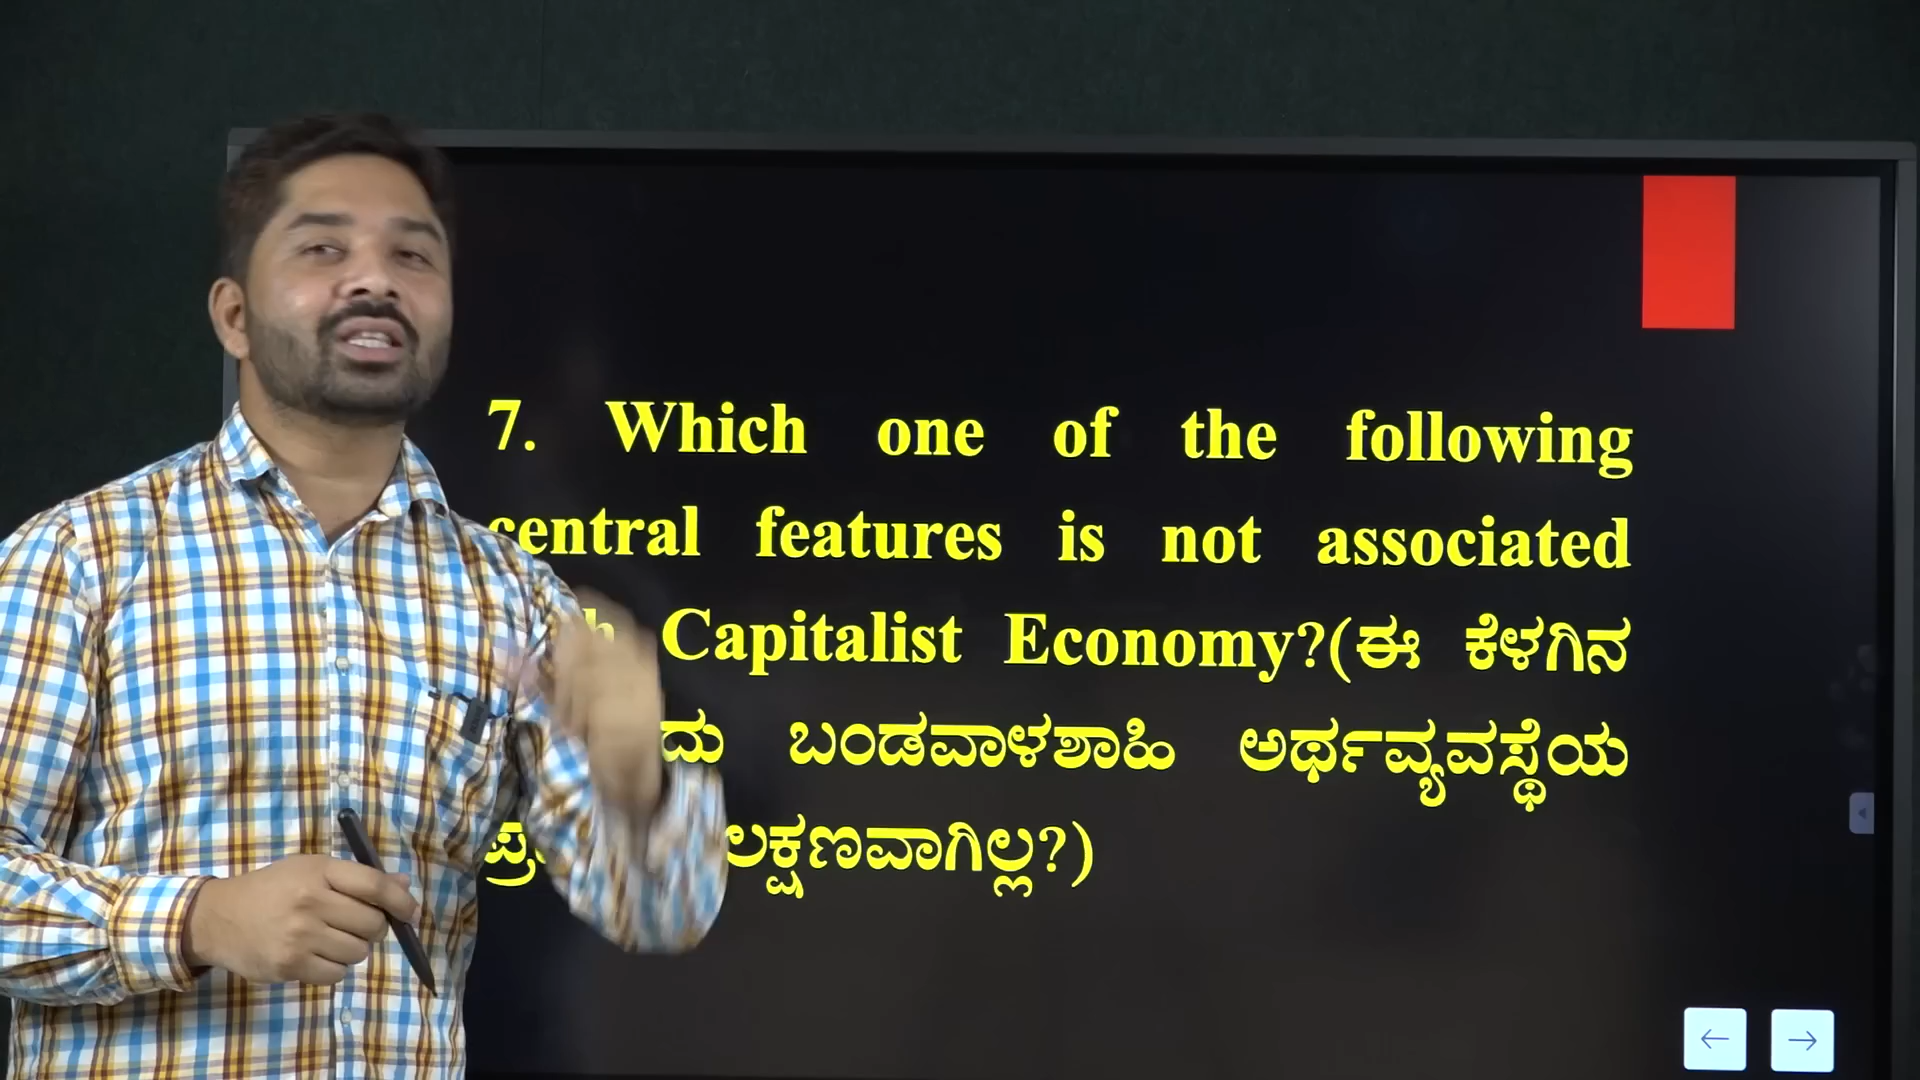 7. Which one of the following
central features is not associated
Capitalist Economy?(ಈ ಕೆಳಗಿನ
ಬಂಡವಾಳಶಾಹಿ ಅರ್ಥವ್ಯವಸ್ಥೆಯ
ಲಕ್ಷಣವಾಗಿಲ್ಲ?)